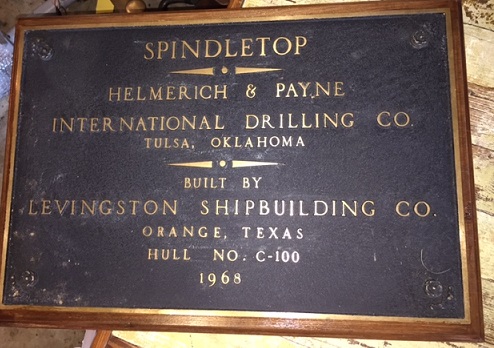 SPINDLETOP
HELMERICH & PAYNE
INTERNATIONAL DRILLING CO.
TULSA, OKLAHOMA
BUILT BY
LEVINGSTON SHIPBUILDING CO.
ORANGE, TEXAS
HULL NO. C-100
1968